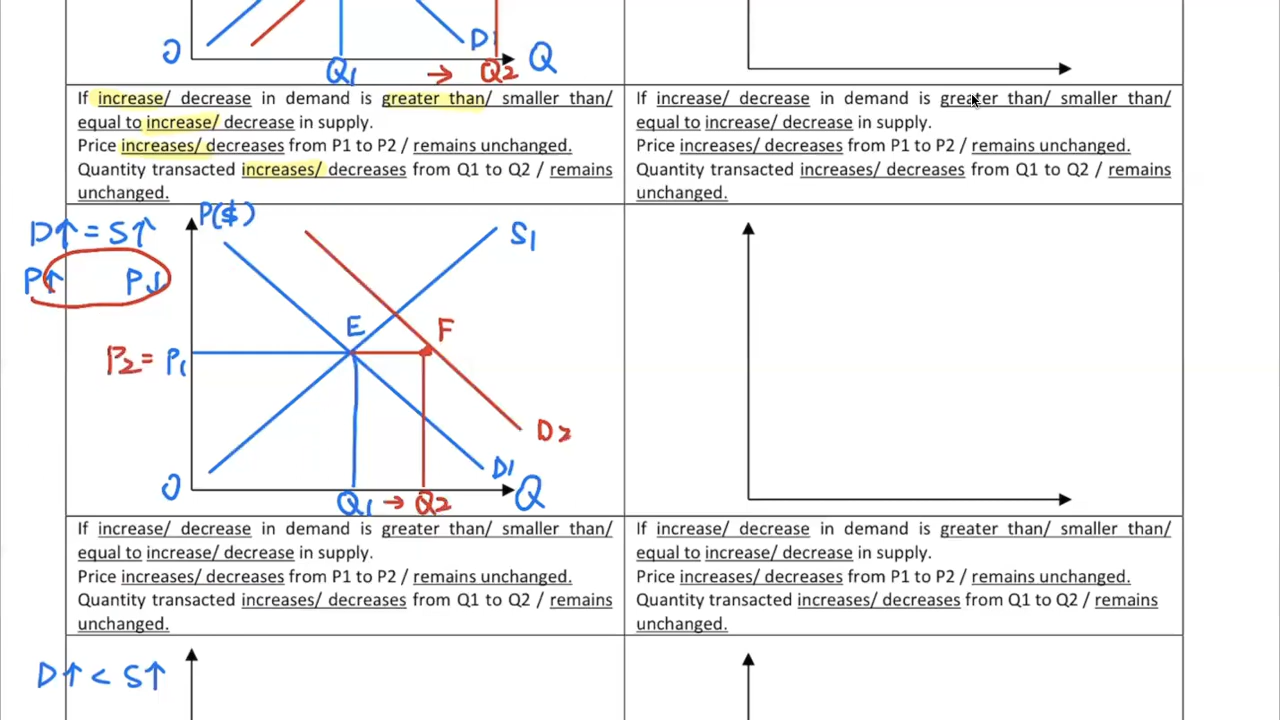 O Q1 → Q2 D1 Q
If increase/ decrease in demand is greater than/ smaller than/
equal to increase/ decrease in supply.
Price increases/ decreases from P1 to P2 / remains unchanged.
Quantity transacted increases/ decreases from Q1 to Q2 / remains
unchanged.
If increase/ decrease in demand is greater than/ smaller than/
equal to increase/ decrease in supply.
Price increases/ decreases from P1 to P2 / remains unchanged.
Quantity transacted increases/ decreases from Q1 to Q2 / remains
unchanged.
D↑ = S↑
P↑ P↓
P($)
S1
E
F
P2 = P1
D2
D1
O Q1 → Q2 Q
If increase/ decrease in demand is greater than/ smaller than/
equal to increase/ decrease in supply.
Price increases/ decreases from P1 to P2 / remains unchanged.
Quantity transacted increases/ decreases from Q1 to Q2 / remains
unchanged.
If increase/ decrease in demand is greater than/ smaller than/
equal to increase/ decrease in supply.
Price increases/ decreases from P1 to P2 / remains unchanged.
Quantity transacted increases/ decreases from Q1 to Q2 / remains
unchanged.
D↑ < S↑